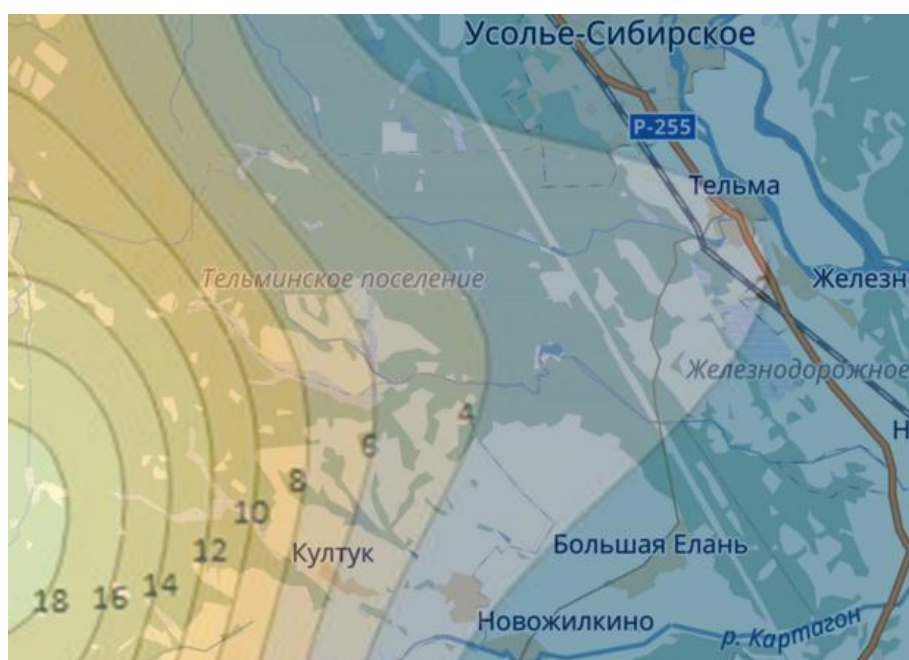 Усолье-Сибирское
Р-255
Тельма
Тельминское поселение
Железн
Железнодорожное
4
Н
6
8
10
12
Култук
Большая Елань
14
16
18
Новожилкино
р. Картагон